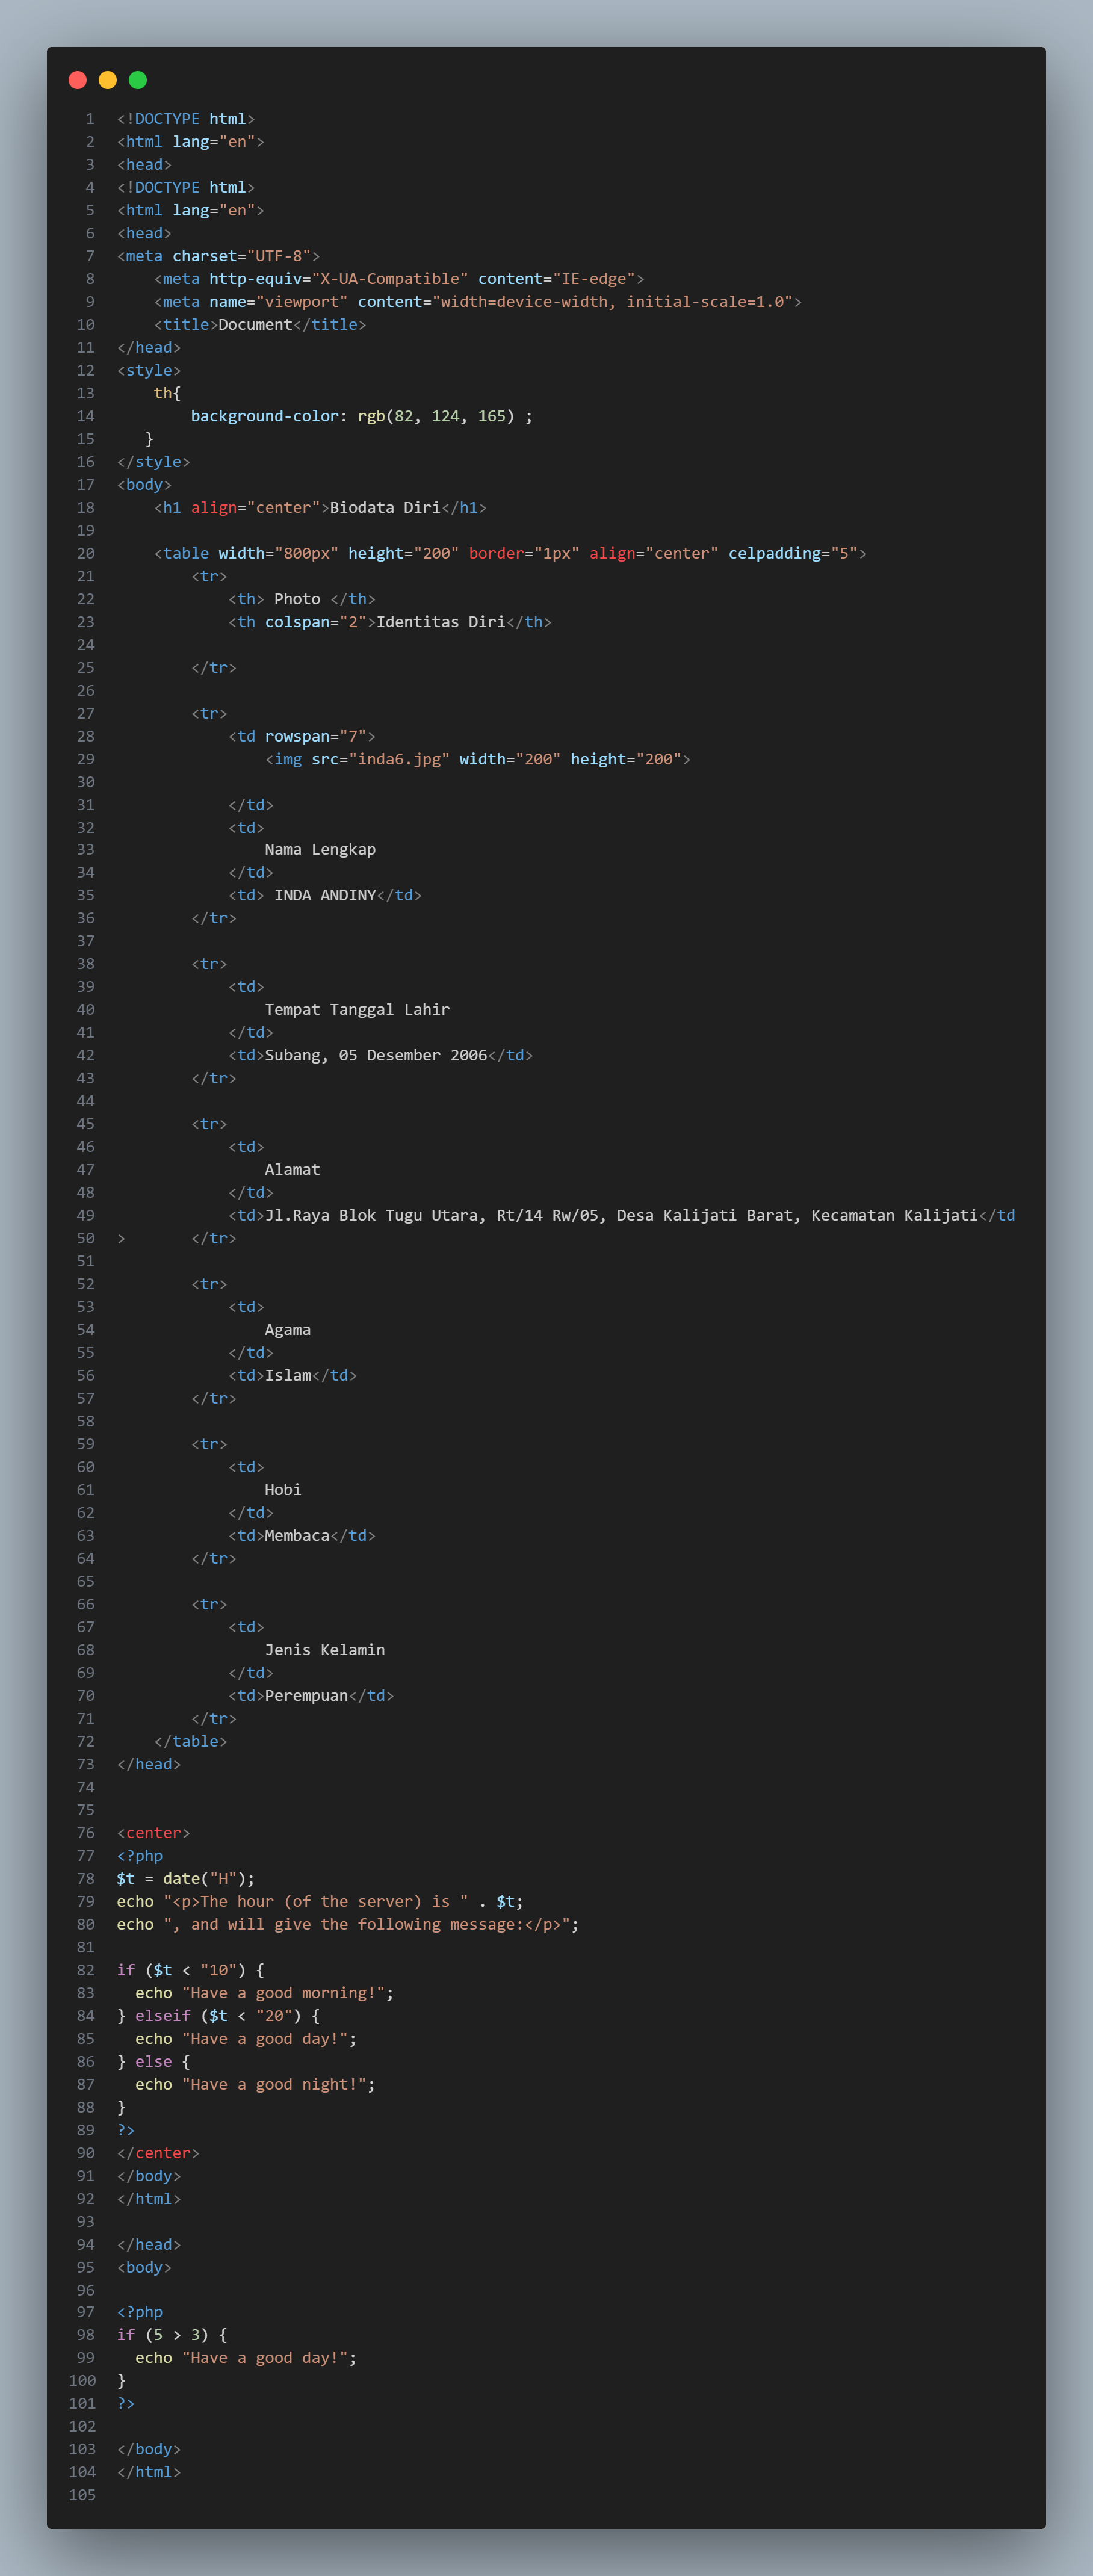 1 <!DOCTYPE html>
2 <html lang="en">
3 <head>
4 <!DOCTYPE html>
5 <html lang="en">
6 <head>
7 <meta charset="UTF-8">
8     <meta http-equiv="X-UA-Compatible" content="IE-edge">
9     <meta name="viewport" content="width=device-width, initial-scale=1.0">
10     <title>Document</title>
11 </head>
12 <style>
13     th{
14         background-color: rgb(82, 124, 165) ;
15    }
16 </style>
17 <body>
18     <h1 align="center">Biodata Diri</h1>
19
20     <table width="800px" height="200" border="1px" align="center" celpadding="5">
21         <tr>
22             <th> Photo </th>
23             <th colspan="2">Identitas Diri</th>
24
25         </tr>
26
27         <tr>
28             <td rowspan="7">
29                 <img src="inda6.jpg" width="200" height="200">
30
31             </td>
32             <td>
33                 Nama Lengkap
34             </td>
35             <td> INDA ANDINY</td>
36         </tr>
37
38         <tr>
39             <td>
40                 Tempat Tanggal Lahir
41             </td>
42             <td>Subang, 05 Desember 2006</td>
43         </tr>
44
45         <tr>
46             <td>
47                 Alamat
48             </td>
49             <td>Jl.Raya Blok Tugu Utara, Rt/14 Rw/05, Desa Kalijati Barat, Kecamatan Kalijati</td
50 >       </tr>
51
52         <tr>
53             <td>
54                 Agama
55             </td>
56             <td>Islam</td>
57         </tr>
58
59         <tr>
60             <td>
61                 Hobi
62             </td>
63             <td>Membaca</td>
64         </tr>
65
66         <tr>
67             <td>
68                 Jenis Kelamin
69             </td>
70             <td>Perempuan</td>
71         </tr>
72     </table>
73 </head>
74
75
76 <center>
77 <?php
78 $t = date("H");
79 echo "<p>The hour (of the server) is " . $t;
80 echo ", and will give the following message:</p>";
81
82 if ($t < "10") {
83   echo "Have a good morning!";
84 } elseif ($t < "20") {
85   echo "Have a good day!";
86 } else {
87   echo "Have a good night!";
88 }
89 ?>
90 </center>
91 </body>
92 </html>
93
94 </head>
95 <body>
96
97 <?php
98 if (5 > 3) {
99   echo "Have a good day!";
100 }
101 ?>
102
103 </body>
104 </html>
105